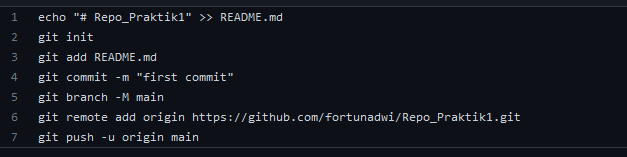 1 echo "# Repo_Praktik1" >> README.md
2 git init
3 git add README.md
4 git commit -m "first commit"
5 git branch -M main
6 git remote add origin https://github.com/fortunadwi/Repo_Praktik1.git
7 git push -u origin main